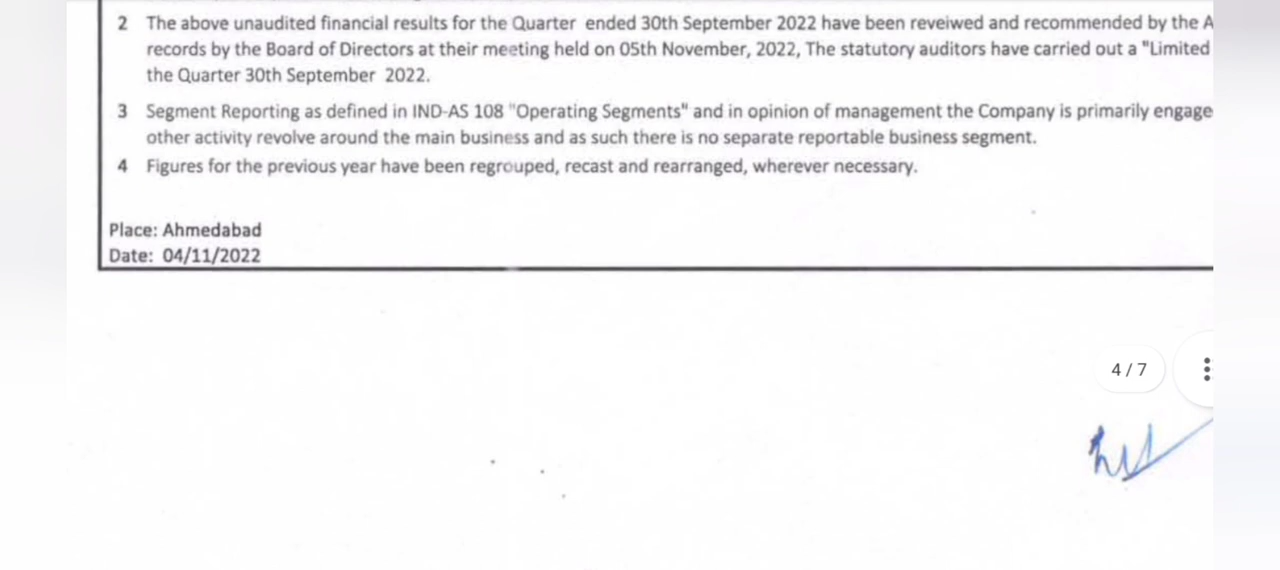 2 The above unaudited financial results for the Quarter ended 30th September 2022 have been reveiwed and recommended by the A
records by the Board of Directors at their meeting held on 05th November, 2022, The statutory auditors have carried out a "Limited
the Quarter 30th September 2022.
3 Segment Reporting as defined in IND-AS 108 "Operating Segments" and in opinion of management the Company is primarily engage
other activity revolve around the main business and as such there is no separate reportable business segment.
4 Figures for the previous year have been regrouped, recast and rearranged, wherever necessary.
Place: Ahmedabad
Date: 04/11/2022
4 / 7